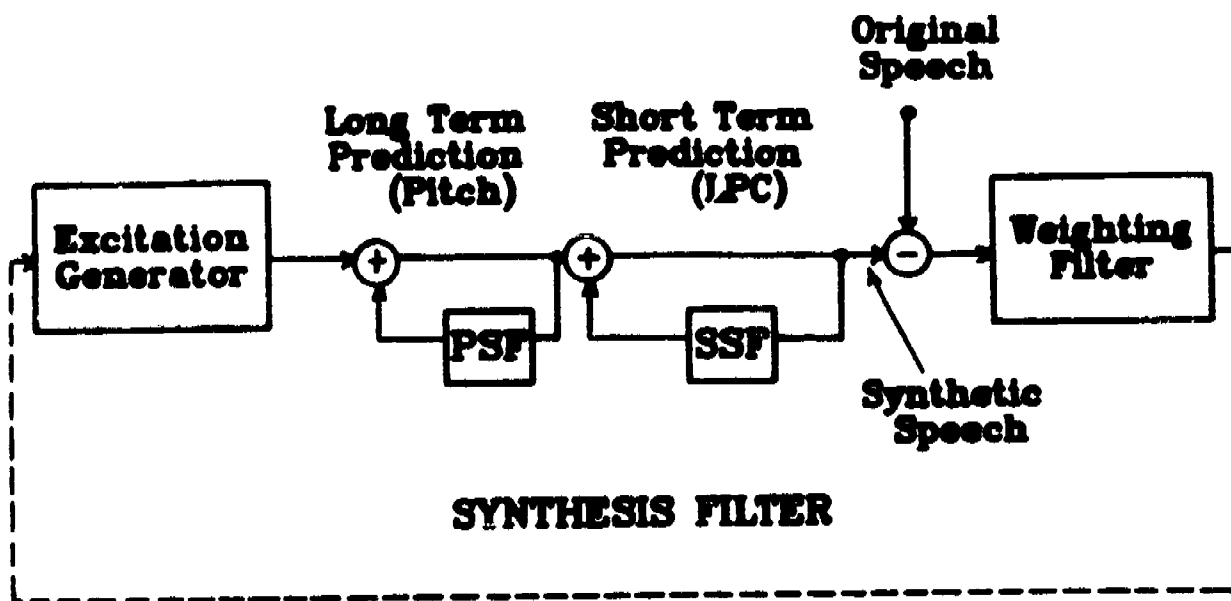 Original
Speech
Long Term
Prediction
(Pitch)
Short Term
Prediction
(LPC)
Excitation
Generator
+
+
-
Weighting
Filter
PSF
SSF
Synthetic
Speech
SYNTHESIS FILTER